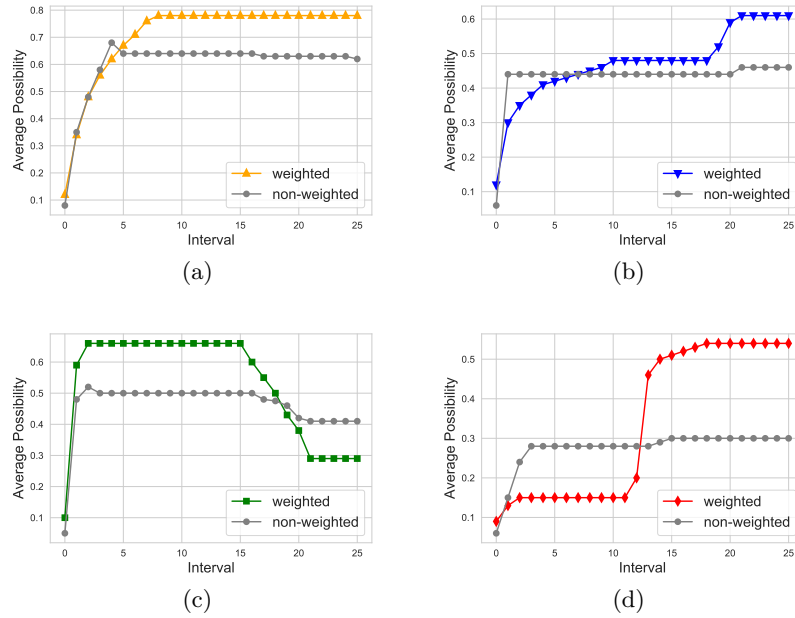 0.8
0.7
0.6
0.5
0.4
0.3
0.2
0.1
Average Possibility
weighted
non-weighted
0 5 10 15 20 25
Interval
(a)
0.6
0.5
0.4
0.3
0.2
0.1
Average Possibility
weighted
non-weighted
0 5 10 15 20 25
Interval
(b)
0.6
0.5
0.4
0.3
0.2
0.1
Average Possibility
weighted
non-weighted
0 5 10 15 20 25
Interval
(c)
0.5
0.4
0.3
0.2
0.1
Average Possibility
weighted
non-weighted
0 5 10 15 20 25
Interval
(d)